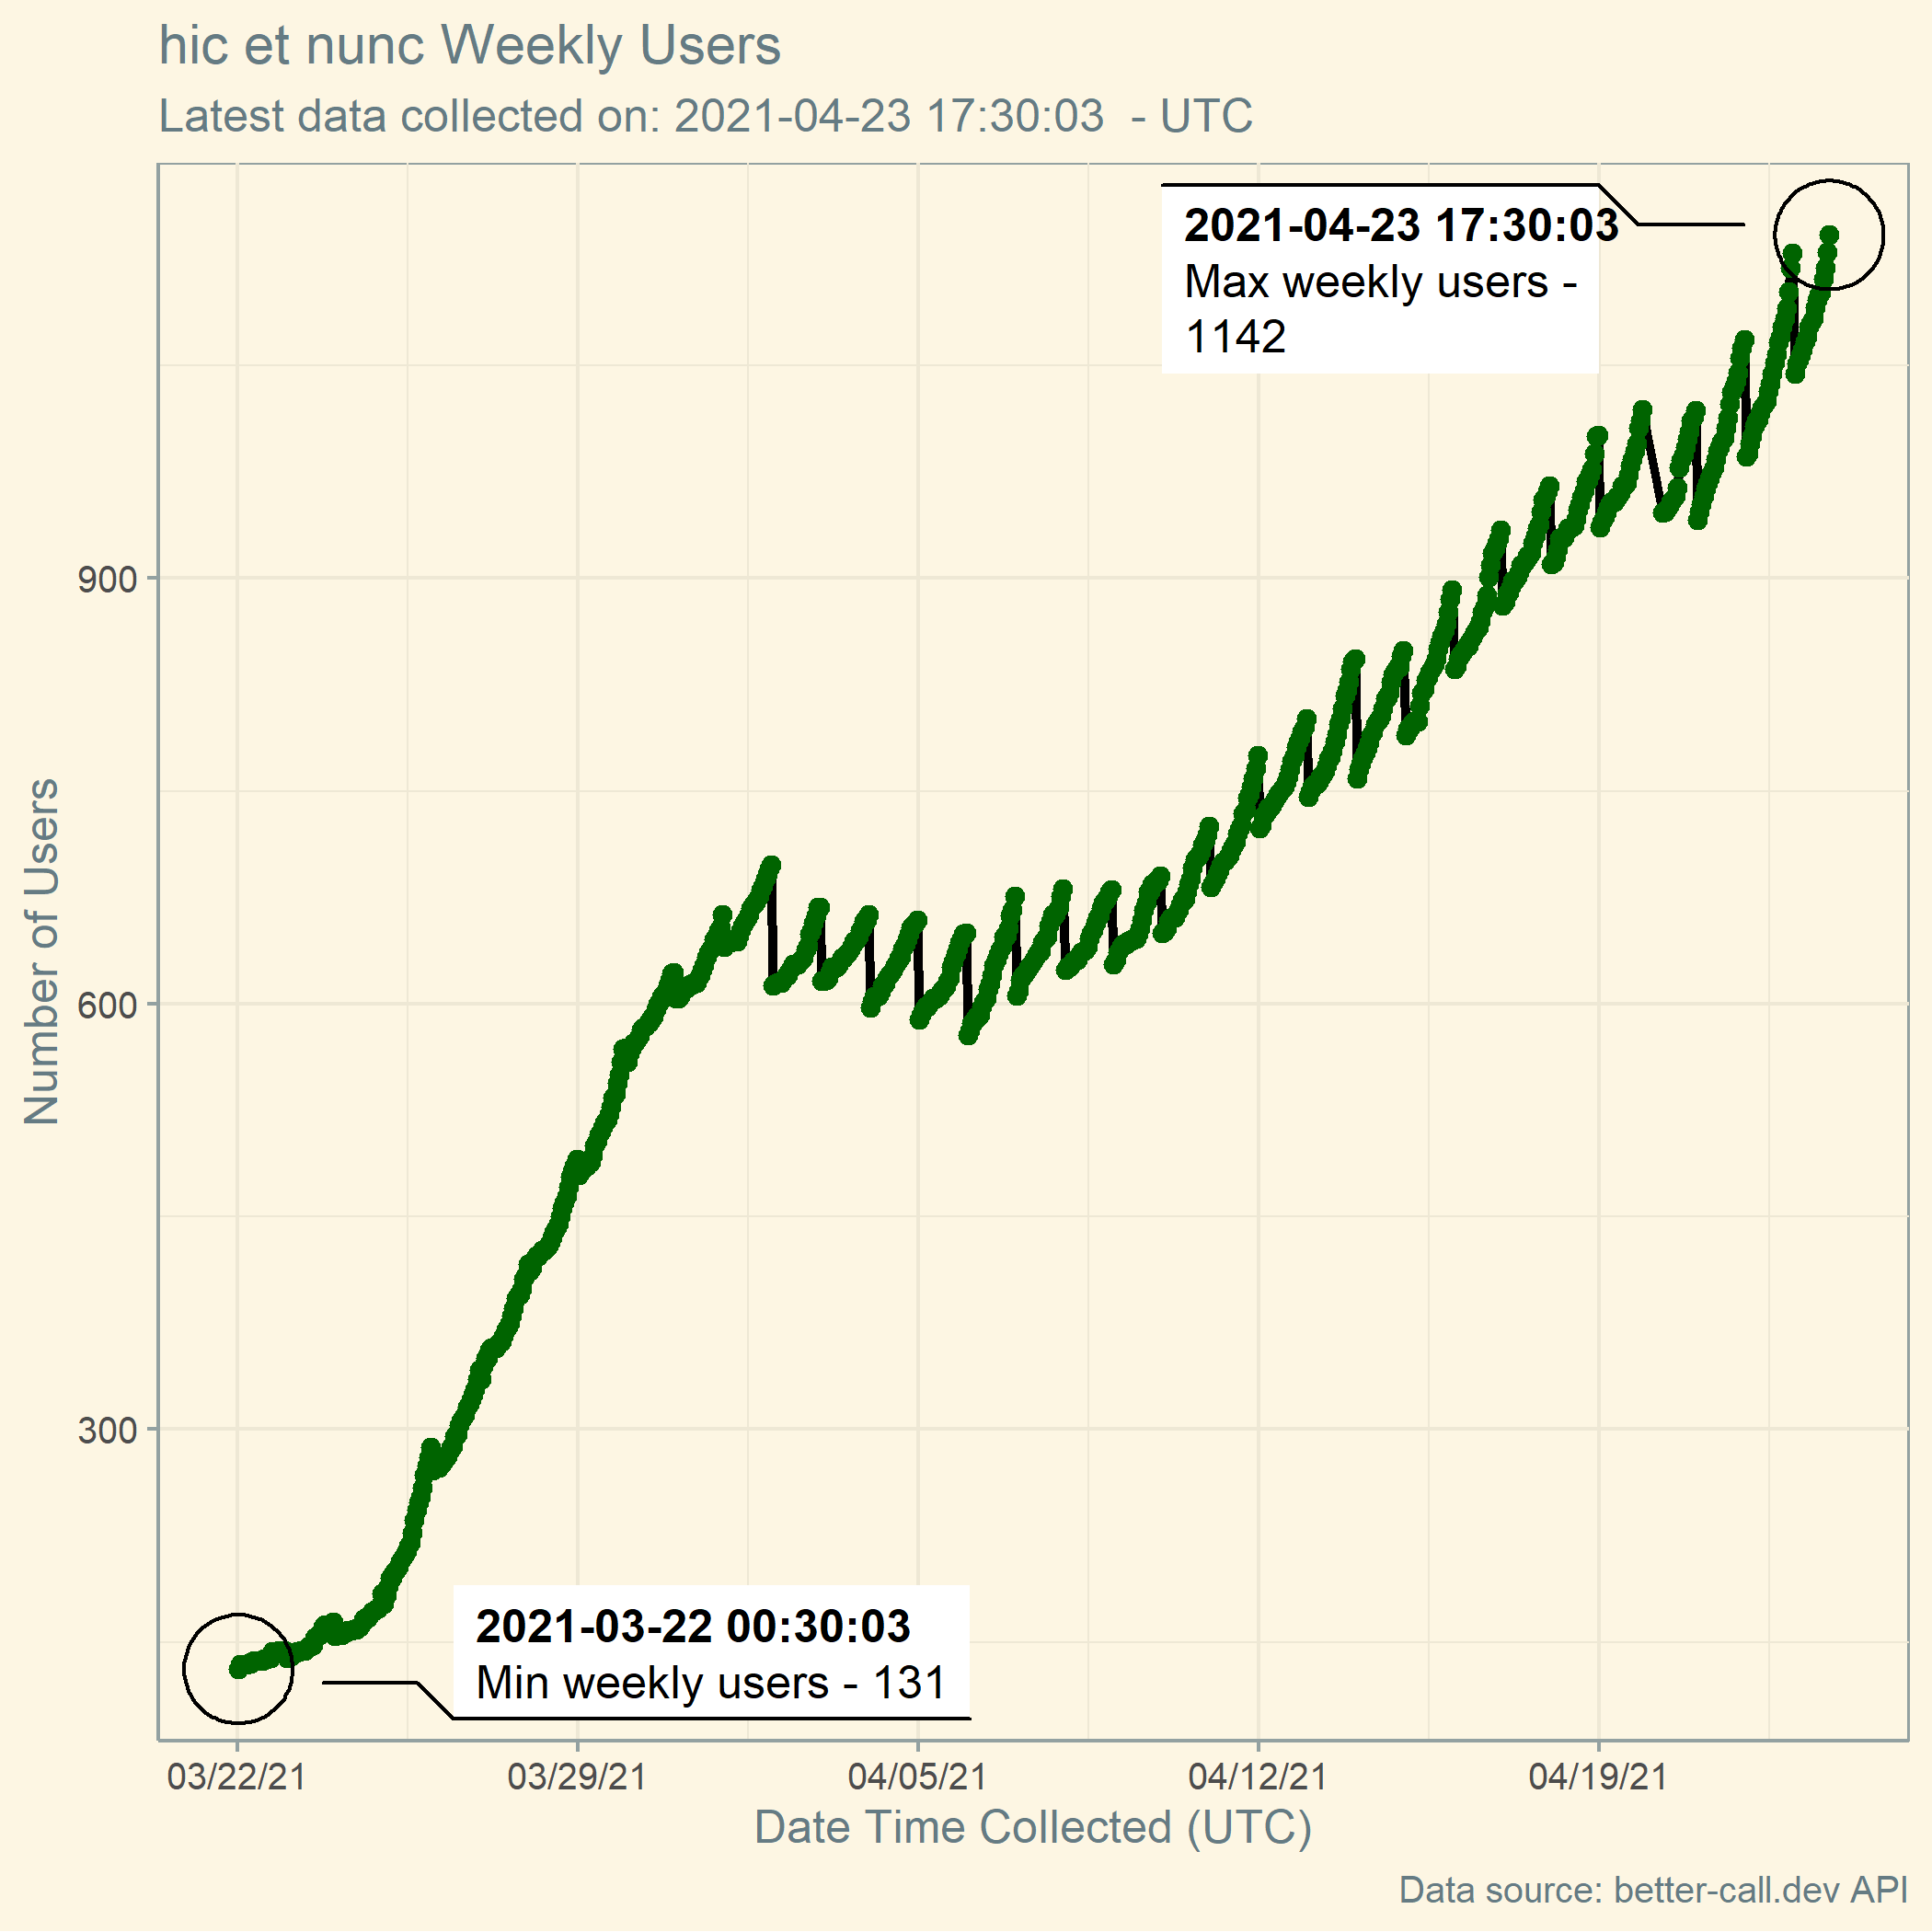 hic et nunc Weekly Users
Latest data collected on: 2021-04-23 17:30:03  - UTC
2021-04-23 17:30:03
Max weekly users -
1142
900
600
300
Number of Users
2021-03-22 00:30:03
Min weekly users - 131
03/22/21
03/29/21
04/05/21
04/12/21
04/19/21
Date Time Collected (UTC)
Data source: better-call.dev API